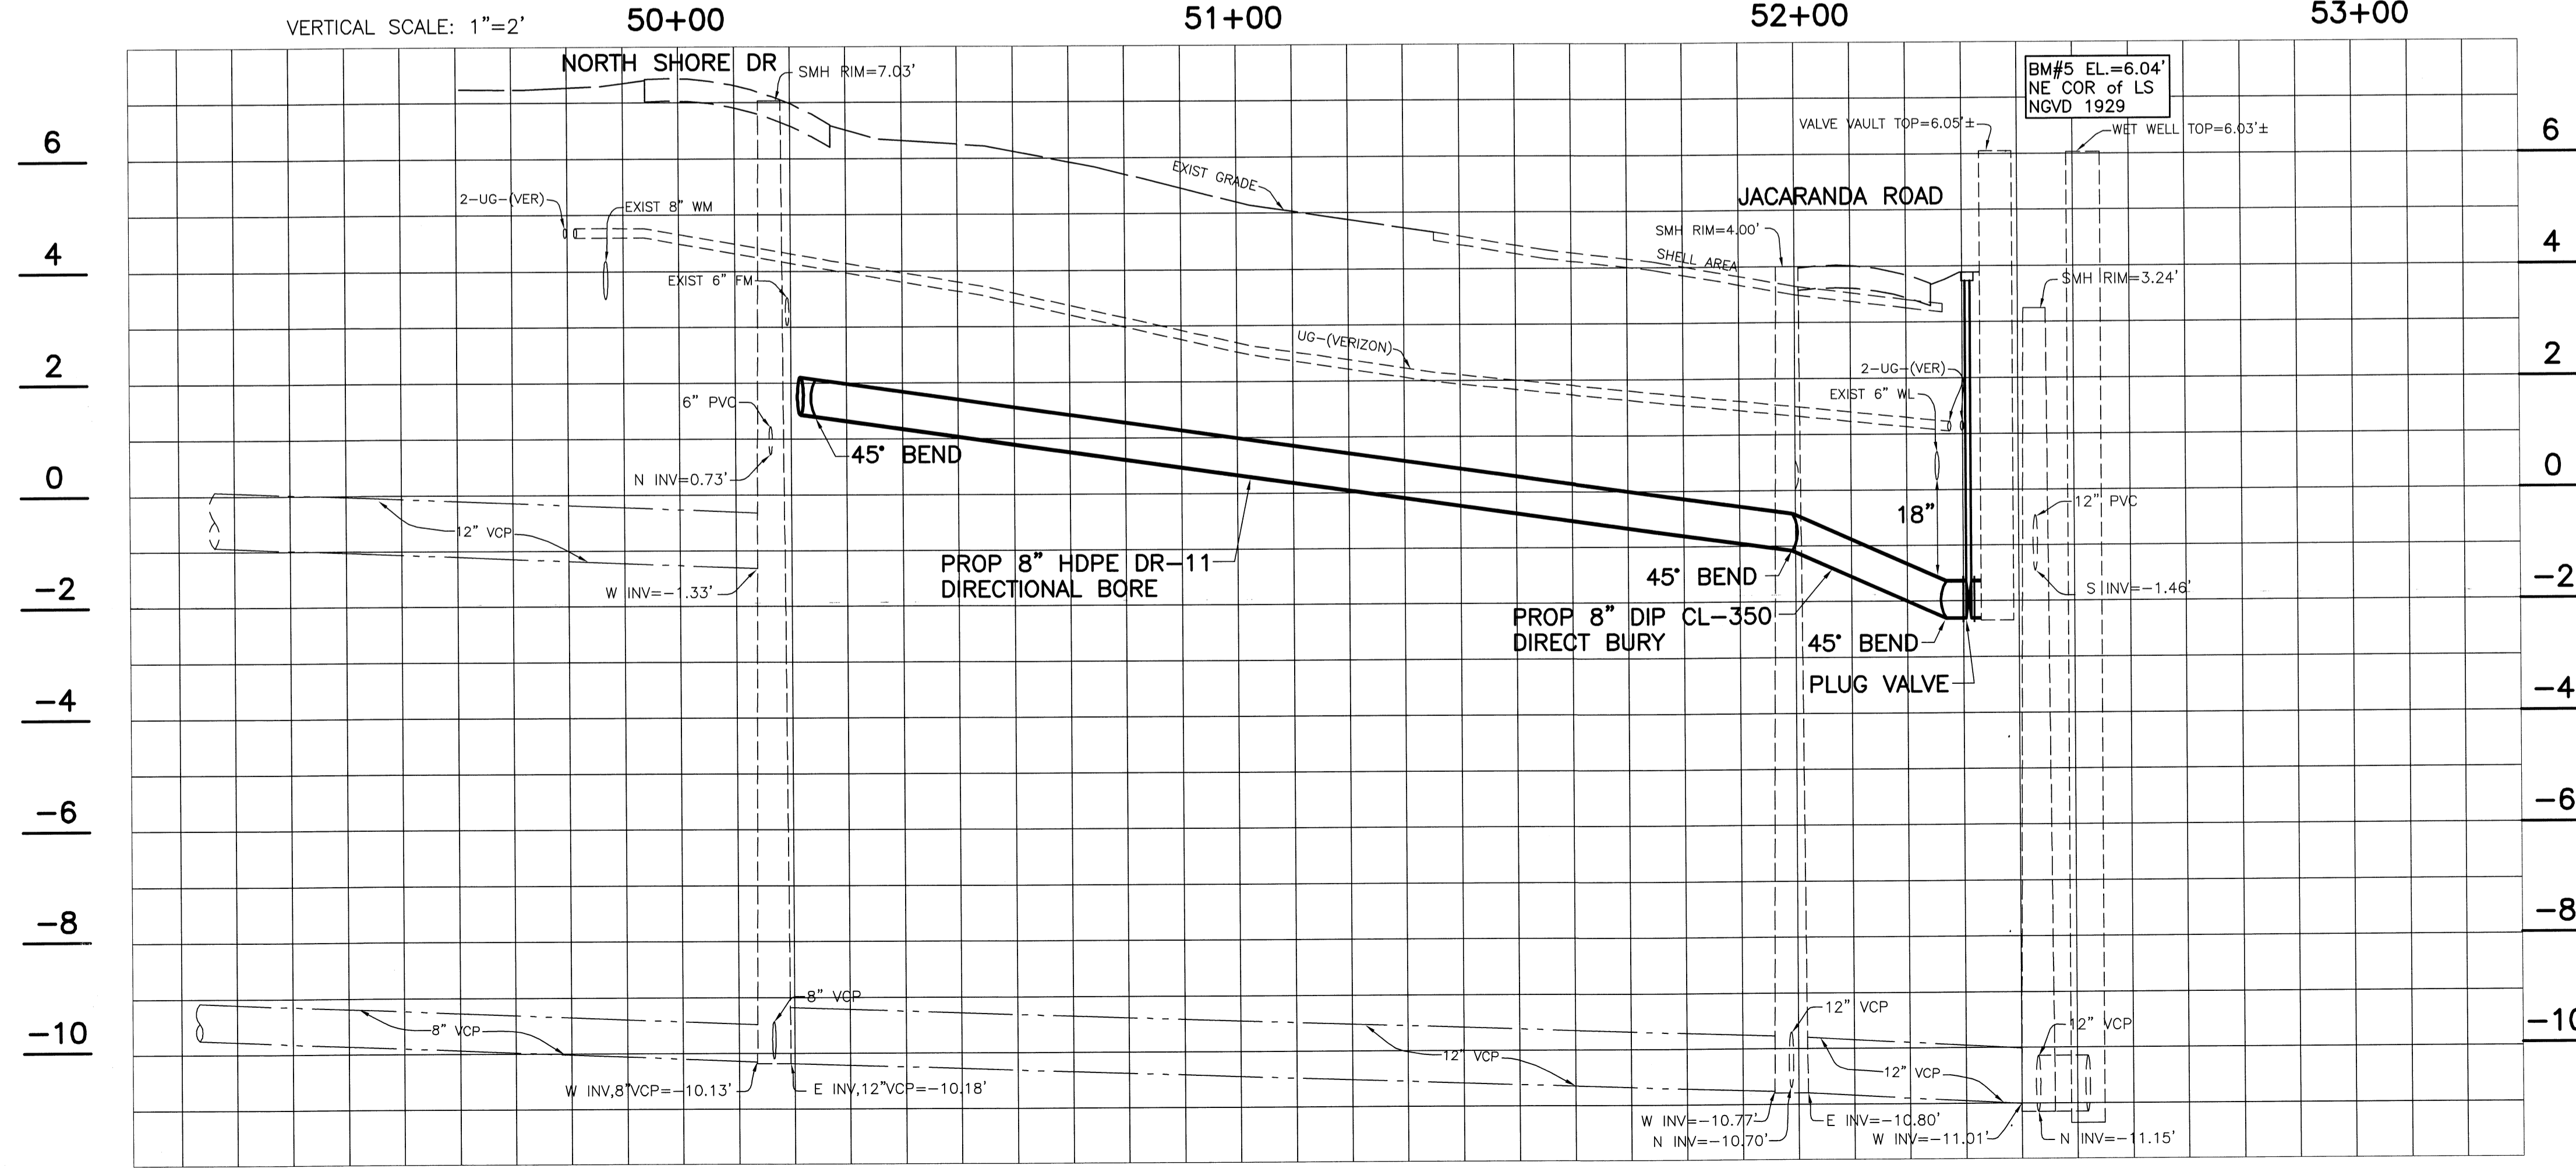 VERTICAL SCALE: 1"=2'
50+00
51+00
52+00
53+00
NORTH SHORE DR
SMH RIM=7.03'
BM#5 EL.=6.04'
NE COR of LS
NGVD 1929
VALVE VAULT TOP=6.05'±
WET WELL TOP=6.03'±
6
6
EXIST GRADE
2-UG-(VER)
EXIST 8" WM
JACARANDA ROAD
SMH RIM=4.00'
4
4
SHELL AREA
EXIST 6" FM
SMH RIM=3.24'
UG-(VERIZON)
2
2
2-UG-(VER)
EXIST 6" WL
6" PVC
45° BEND
N INV=0.73'
0
0
12" PVC
18"
12" VCP
PROP 8" HDPE DR-11
DIRECTIONAL BORE
45° BEND
W INV=-1.33'
S INV=-1.46'
-2
-2
PROP 8" DIP CL-350
DIRECT BURY
45° BEND
PLUG VALVE
-4
-4
-6
-6
-8
-8
8" VCP
12" VCP
12" VCP
-10
-10
8" VCP
12" VCP
12" VCP
W INV,8"VCP=-10.13'
E INV,12"VCP=-10.18'
W INV=-10.77'
E INV=-10.80'
N INV=-10.70'
W INV=-11.01'
N INV=-11.15'